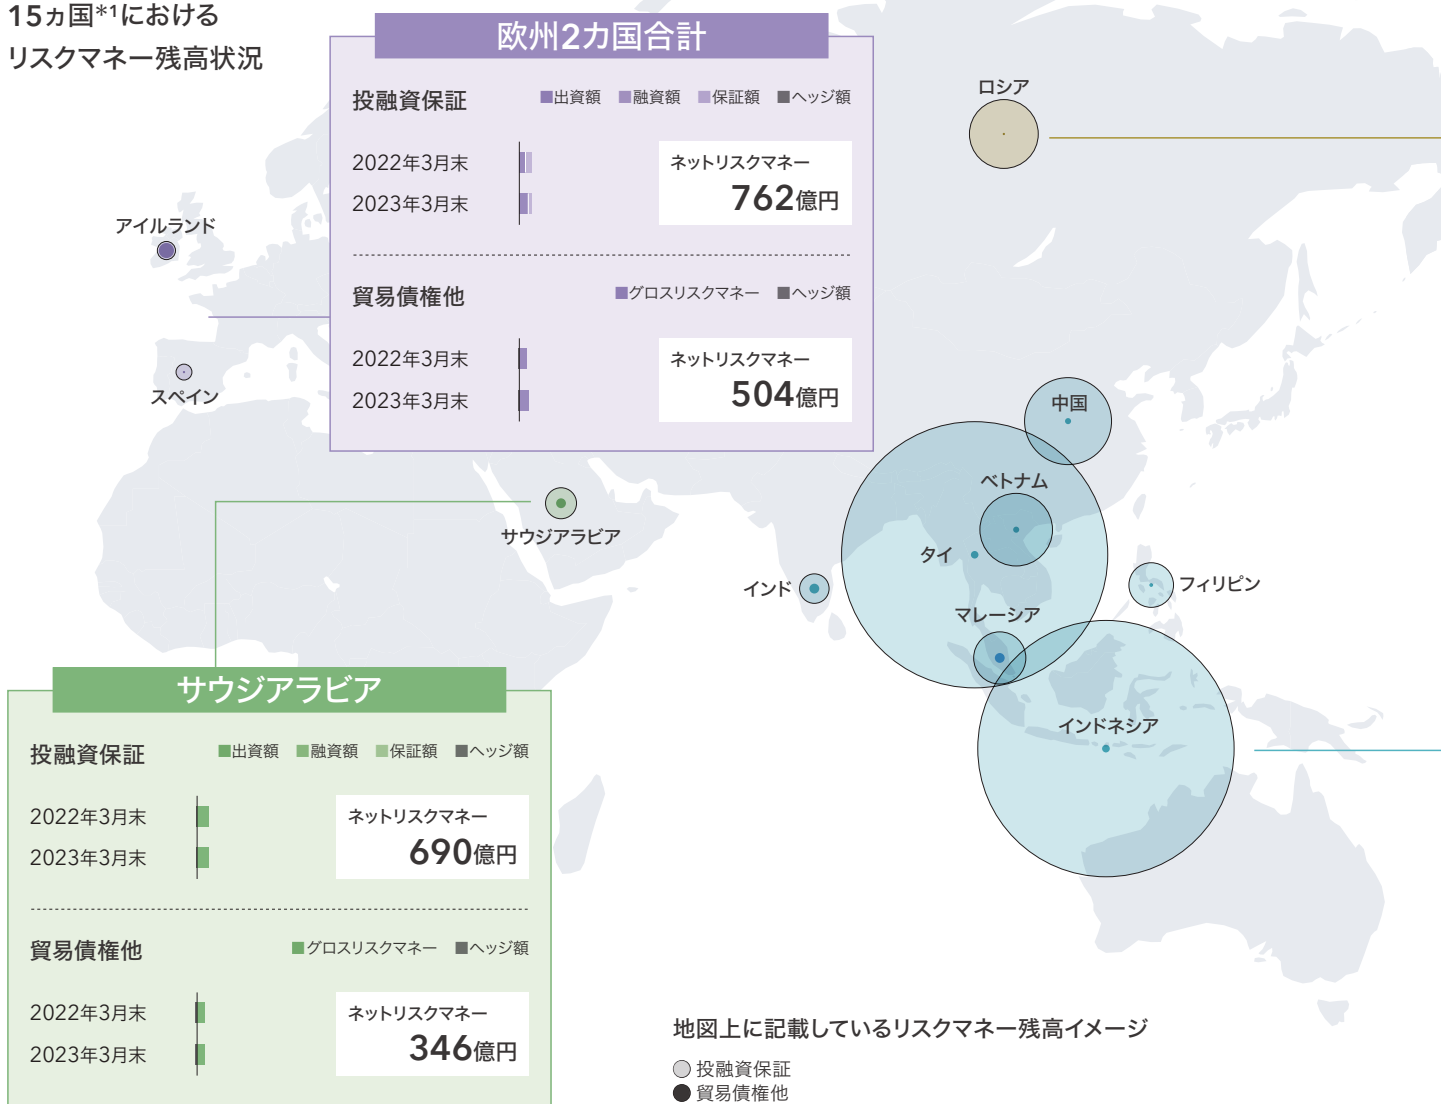 15ヵ国*1における
リスクマネー残高状況
欧州2カ国合計
投融資保証
■出資額 ■融資額 ■保証額 ■ヘッジ額
2022年3月末
2023年3月末
ネットリスクマネー
762億円
貿易債権他
■グロスリスクマネー ■ヘッジ額
2022年3月末
2023年3月末
ネットリスクマネー
504億円
アイルランド
スペイン
ロシア
中国
ベトナム
タイ
サウジアラビア
インド
フィリピン
マレーシア
インドネシア
サウジアラビア
投融資保証
■出資額 ■融資額 ■保証額 ■ヘッジ額
2022年3月末
2023年3月末
ネットリスクマネー
690億円
貿易債権他
■グロスリスクマネー ■ヘッジ額
2022年3月末
2023年3月末
ネットリスクマネー
346億円
地図上に記載しているリスクマネー残高イメージ
投融資保証
貿易債権他